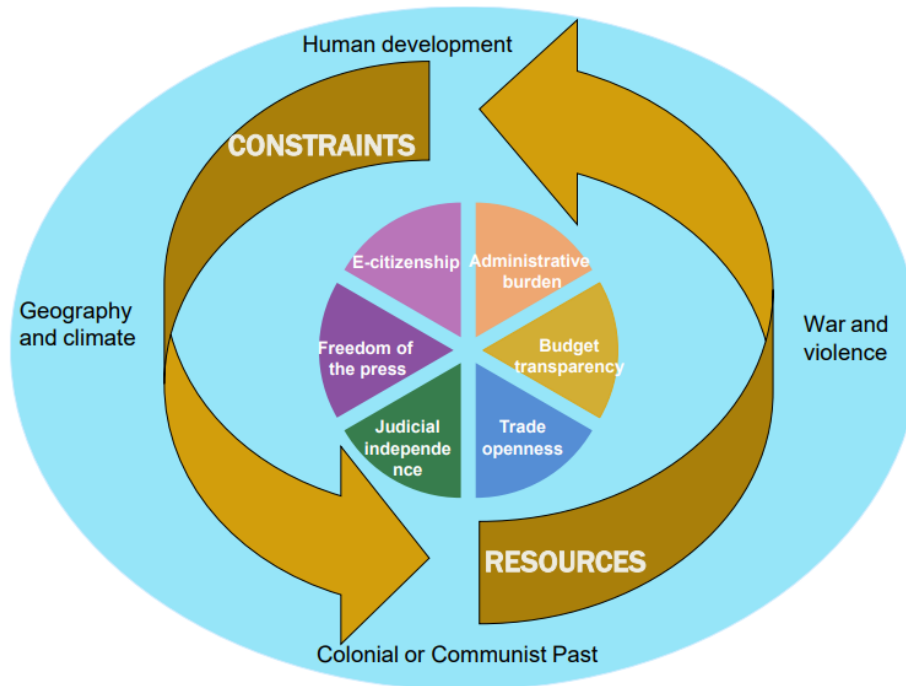 Human development
CONSTRAINTS
E-citizenship
Administrative
burden
Geography
and climate
Freedom of
the press
Budget
transparency
War and
violence
Judicial
independe
nce
Trade
openness
RESOURCES
Colonial or Communist Past